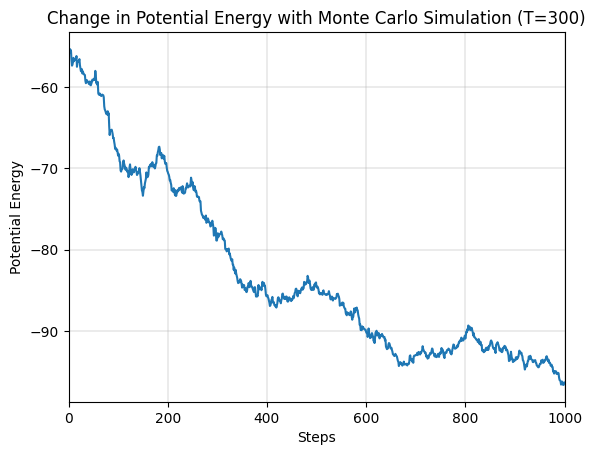 Change in Potential Energy with Monte Carlo Simulation (T=300)
−60
−70
−80
−90
Potential Energy
0 200 400 600 800 1000
Steps